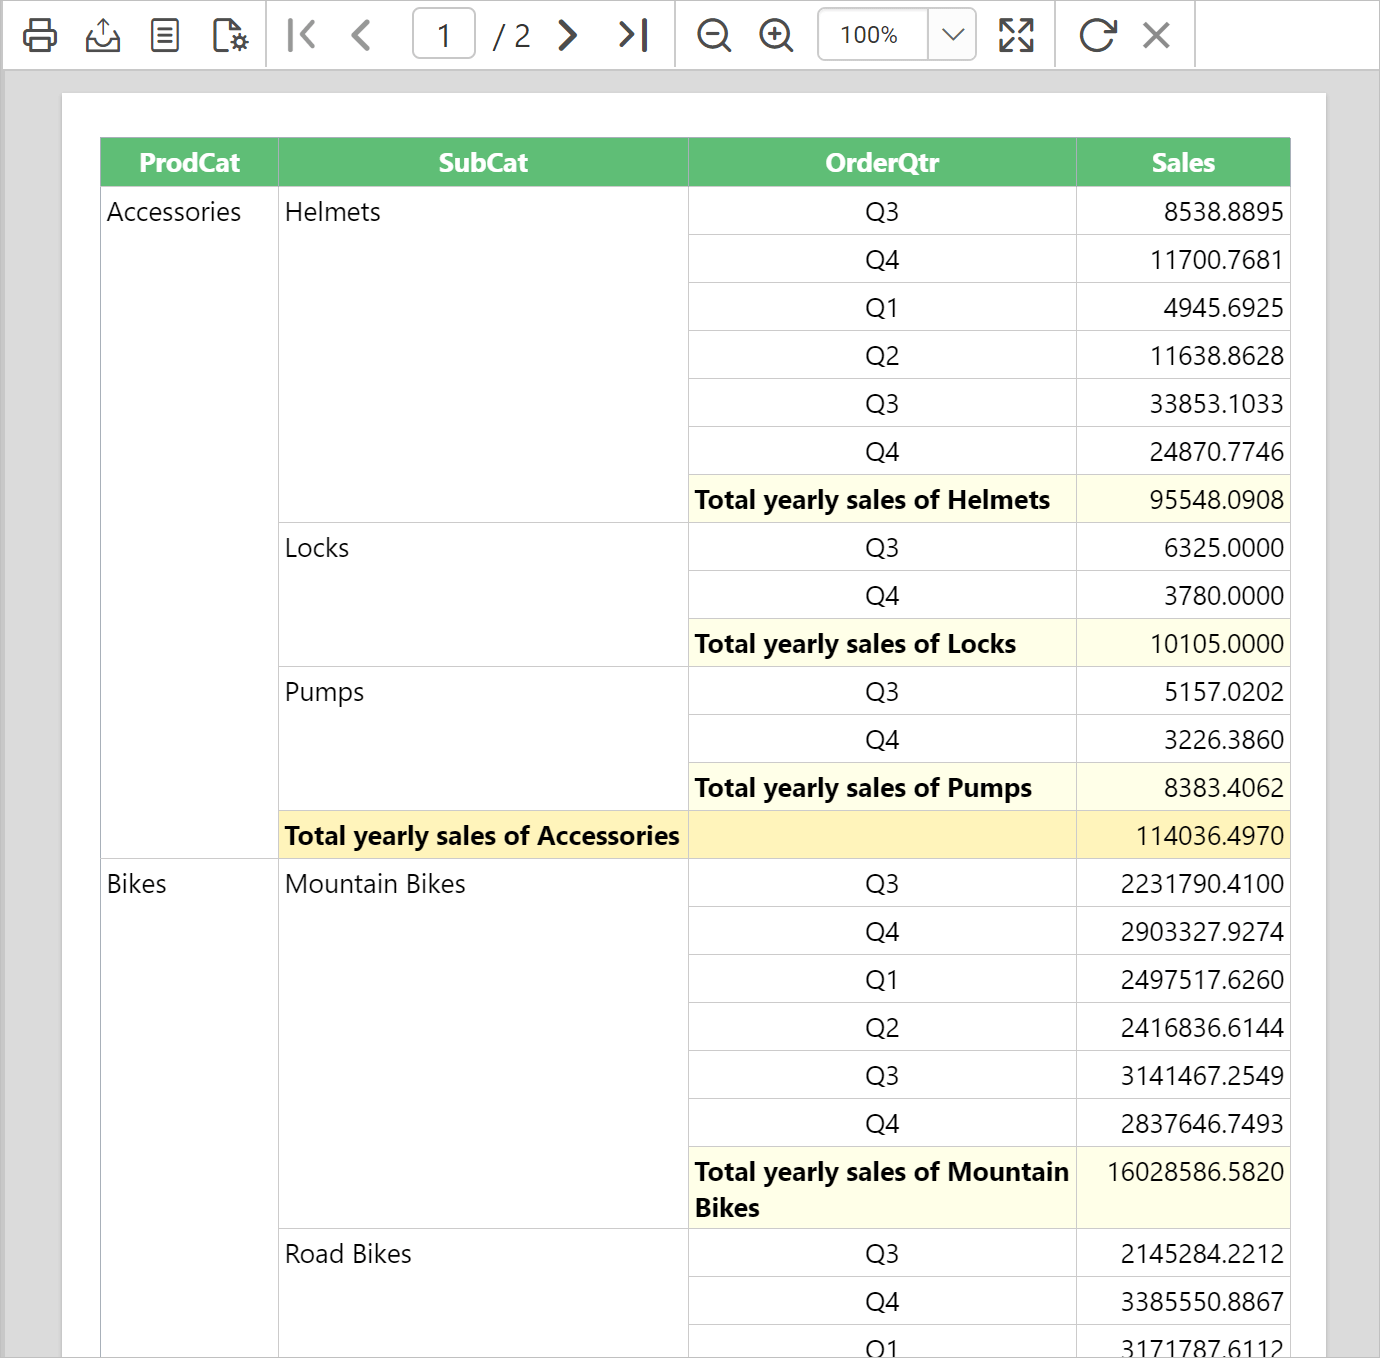 1 / 2 100%
ProdCat SubCat OrderQtr Sales
Accessories Helmets Q3 8538.8895
Q4 11700.7681
Q1 4945.6925
Q2 11638.8628
Q3 33853.1033
Q4 24870.7746
Total yearly sales of Helmets 95548.0908
Locks Q3 6325.0000
Q4 3780.0000
Total yearly sales of Locks 10105.0000
Pumps Q3 5157.0202
Q4 3226.3860
Total yearly sales of Pumps 8383.4062
Total yearly sales of Accessories 114036.4970
Bikes Mountain Bikes Q3 2231790.4100
Q4 2903327.9274
Q1 2497517.6260
Q2 2416836.6144
Q3 3141467.2549
Q4 2837646.7493
Total yearly sales of Mountain 16028586.5820
Bikes
Road Bikes Q3 2145284.2212
Q4 3385550.8867
Q1 3171787.6112